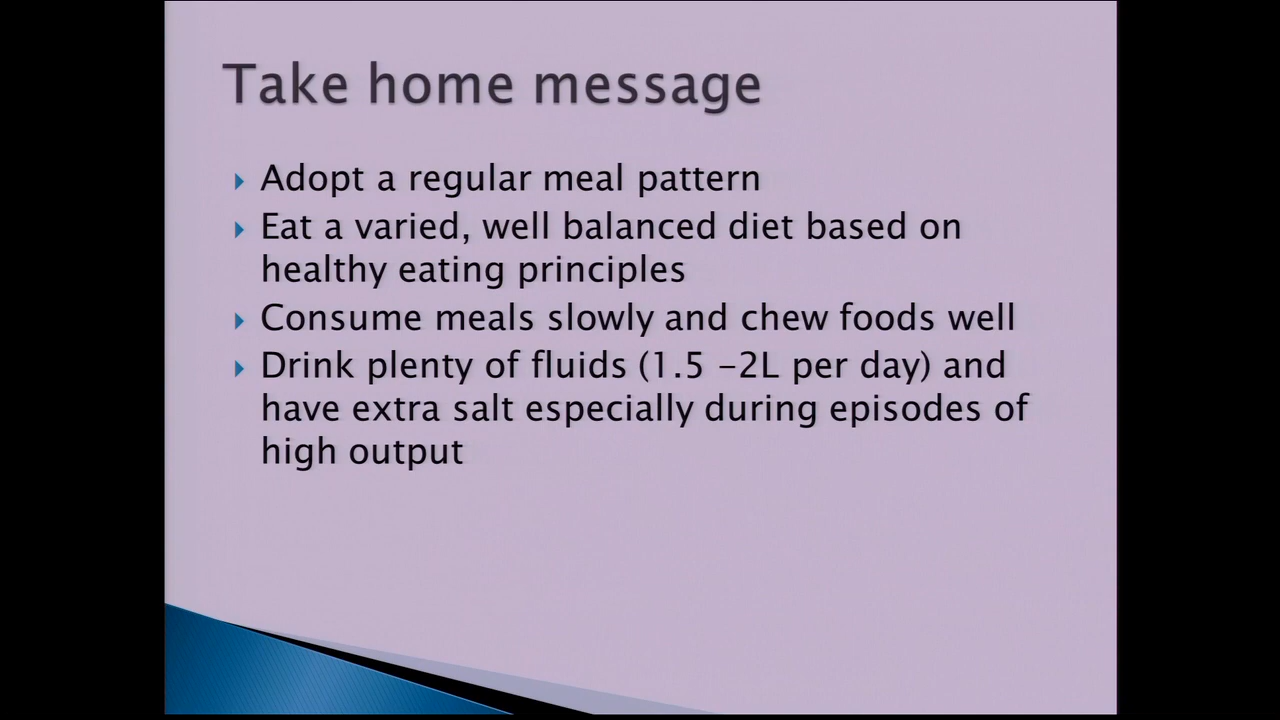 Take home message
Adopt a regular meal pattern
Eat a varied, well balanced diet based on
healthy eating principles
Consume meals slowly and chew foods well
Drink plenty of fluids (1.5 -2L per day) and
have extra salt especially during episodes of
high output